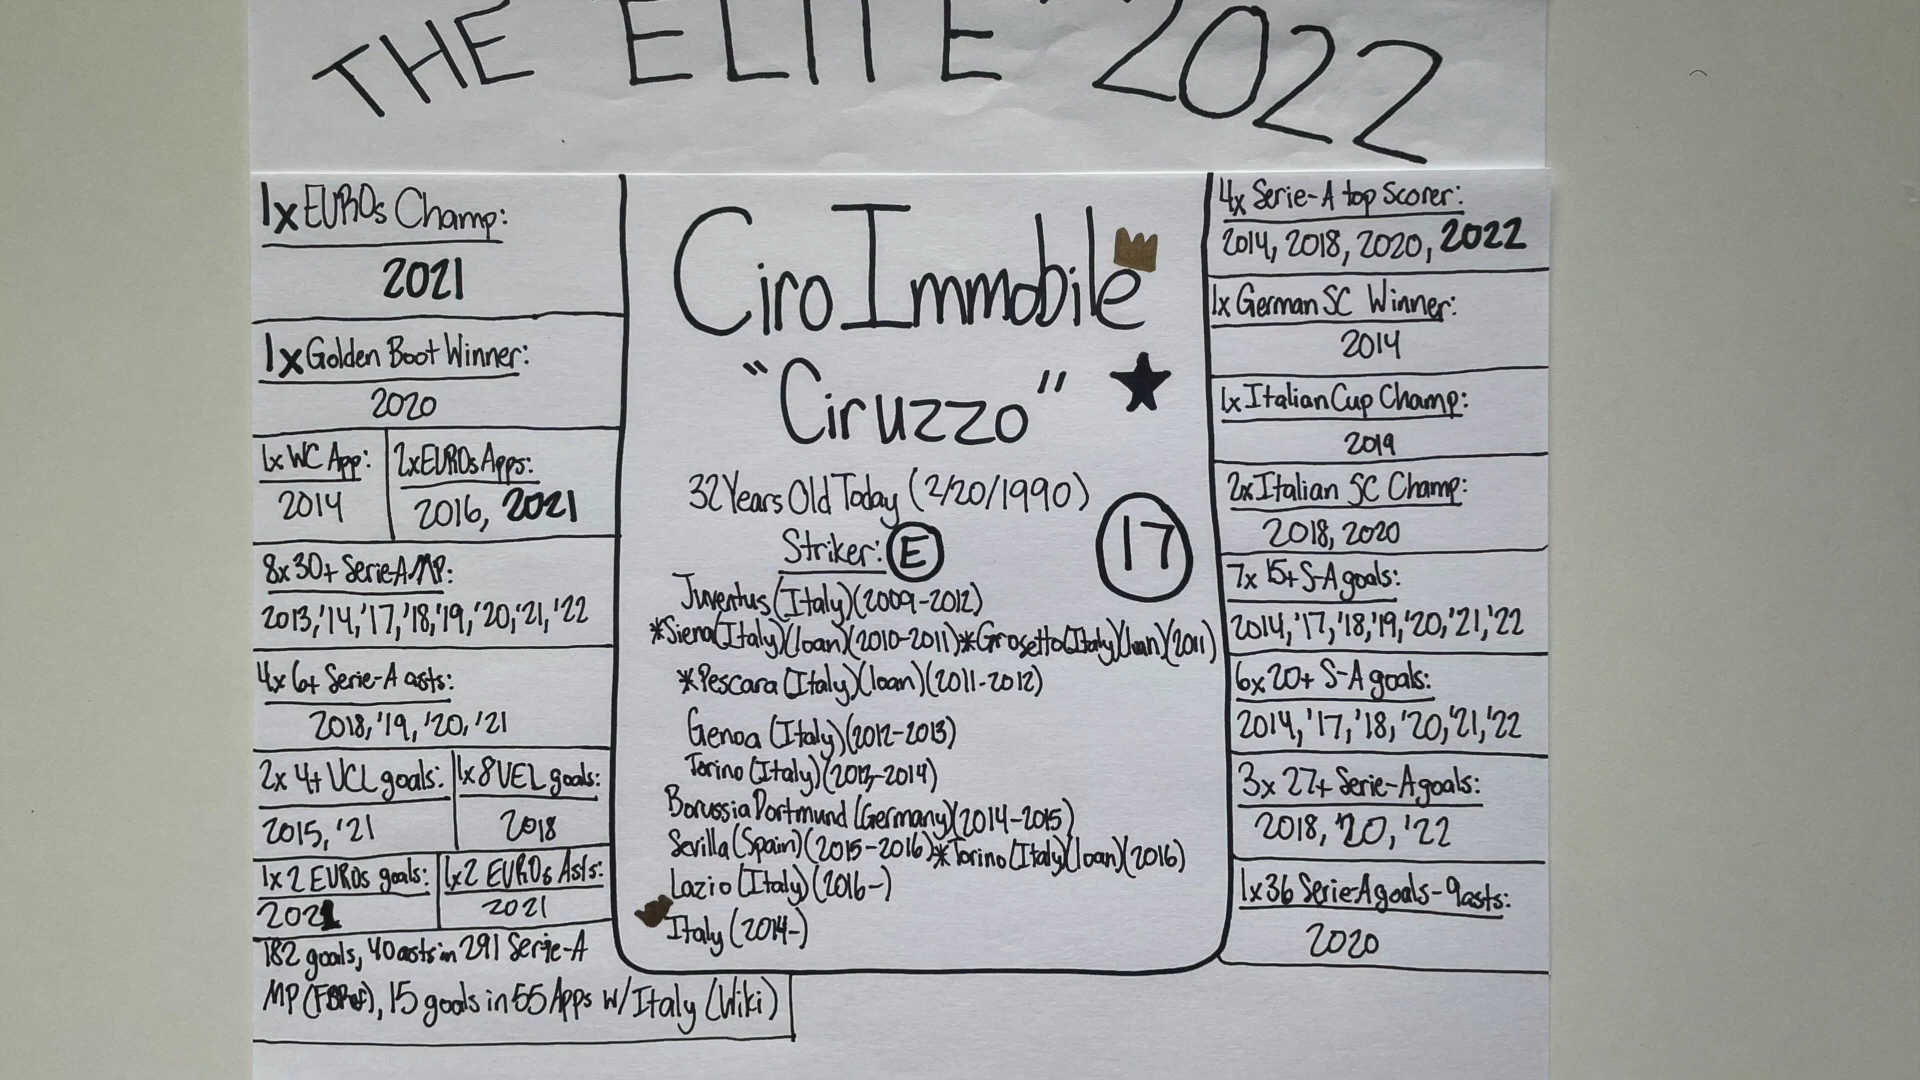 THE ELITE 2022
1x EUROs Champ:
2021
1x Golden Boot Winner:
2020
1x WC App:
2014
2x EUROs Apps:
2016, 2021
8x 30+ Serie-A MP:
2013, '14, '17, '18, '19, '20, '21, '22
4x 6+ Serie-A asts:
2018, '19, '20, '21
2x 4+ UCL goals:
2015, '21
1x 8 UEL goals:
2018
1x 2 EUROs goals:
2021
1x2 EUROs Asts:
2021
182 goals, 40 asts in 291 Serie-A
MP (FBRef), 15 goals in 55 Apps w/ Italy (Wiki)
Ciro Immobile
"Ciruzzo"
32 Years Old Today (2/20/1990)
Striker: E
17
Juventus (Italy) (2009-2012)
*Siena (Italy) (loan) (2010-2011) *Grosetto (Italy) (loan) (2011)
*Pescara (Italy) (loan) (2011-2012)
Genoa (Italy) (2012-2013)
Torino (Italy) (2013-2014)
Borussia Dortmund (Germany) (2014-2015)
Sevilla (Spain) (2015-2016) *Torino (Italy) (loan) (2016)
Lazio (Italy) (2016-)
Italy (2014-)
4x Serie-A top Scorer:
2014, 2018, 2020, 2022
1x German SC Winner:
2014
1x Italian Cup Champ:
2019
2x Italian SC Champ:
2018, 2020
7x 15+ S-A goals:
2014, '17, '18, '19, '20, '21, '22
6x 20+ S-A goals:
2014, '17, '18, '20, '21, '22
3x 27+ Serie-A goals:
2018, '20, '22
1x 36 Serie-A goals-9asts:
2020